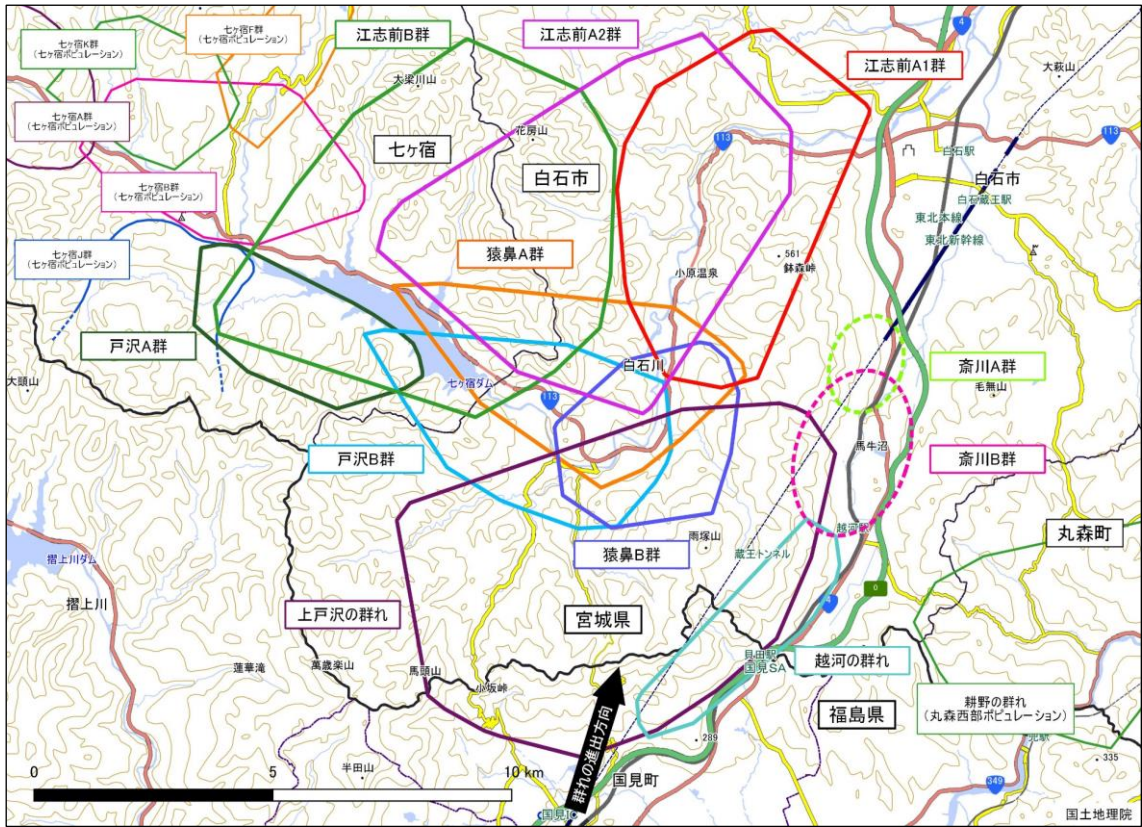 七ヶ宿K群
(七ヶ宿ポピュレーション)
七ヶ宿F群
(七ヶ宿ポピュレーション)
江志前B群
江志前A2群
江志前A1群
4
大萩山
大梁川山
七ヶ宿A群
(七ヶ宿ポピュレーション)
花房山
113
113
白石駅
七ヶ宿
白石市
白石市
白石蔵王駅
七ヶ宿B群
(七ヶ宿ポピュレーション)
東北本線
東北新幹線
七ヶ宿J群
(七ヶ宿ポピュレーション)
猿鼻A群
561
鉢森峠
小原温泉
戸沢A群
白石川
斎川A群
大頭山
七ヶ宿ダム
毛無山
113
戸沢B群
馬牛沼
斎川B群
越河駅
雨塚山
丸森町
摺上川ダム
猿鼻B群
蔵王トンネル
摺上川
上戸沢の群れ
宮城県
4
貝田駅
国見SA
越河の群れ
蓮華滝
萬歳楽山
馬頭山
小坂峠
耕野の群れ
(丸森西部ポピュレーション)
福島県
群れの進出方向
289
兜駅
335
半田山
0
5
10 km
国見町
349
国見IC
国土地理院